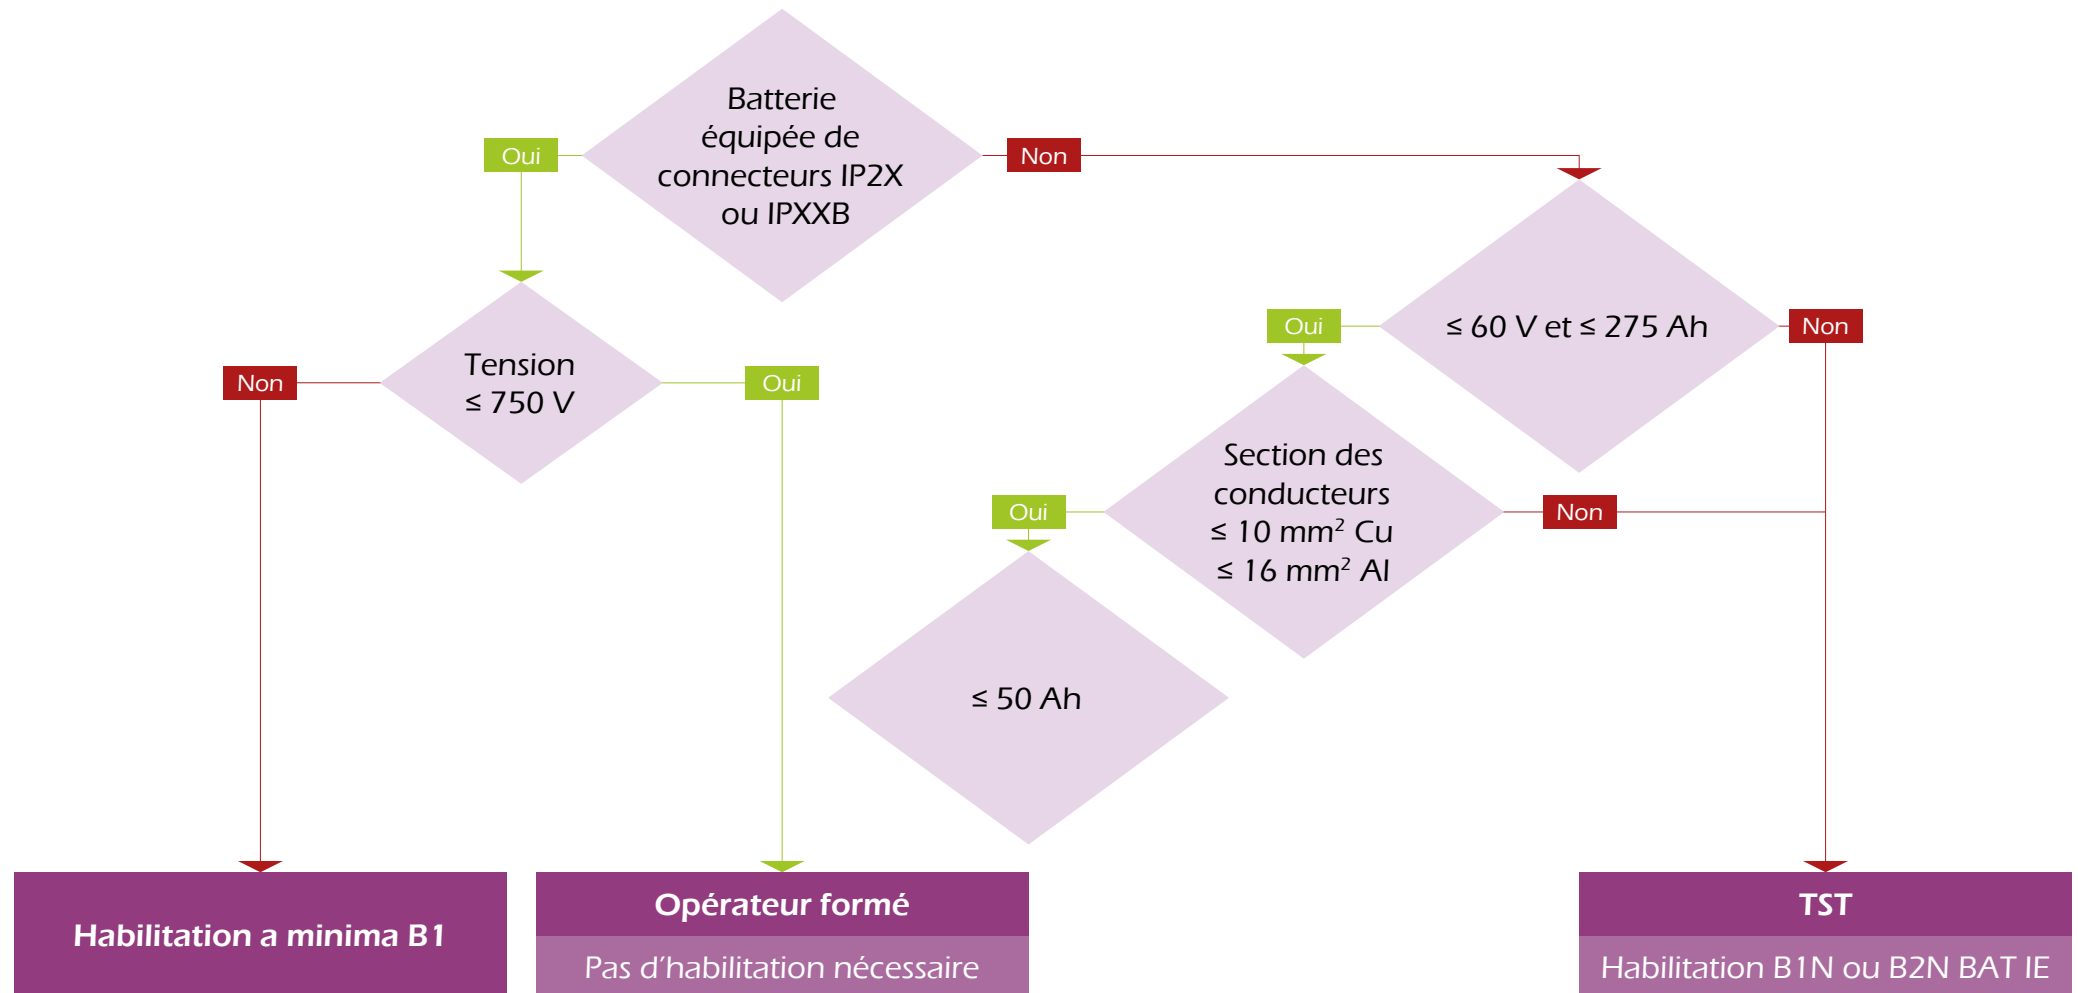 Batterie
équipée de
connecteurs IP2X
ou IPXXB
Oui
Non
Tension
≤ 750 V
Non
Oui
≤ 60 V et ≤ 275 Ah
Oui
Non
Section des
conducteurs
≤ 10 mm² Cu
≤ 16 mm² Al
Oui
Non
≤ 50 Ah
Habilitation a minima B1
Opérateur formé
Pas d’habilitation nécessaire
TST
Habilitation B1N ou B2N BAT IE